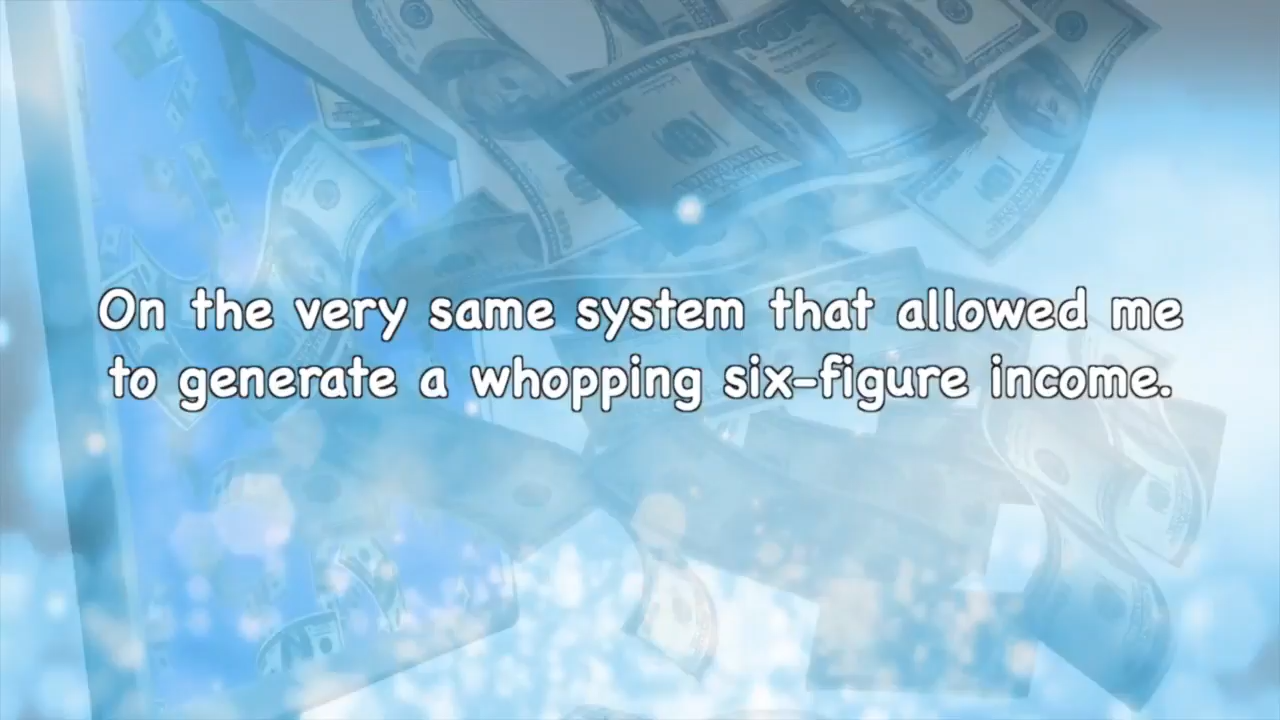 On the very same system that allowed me
to generate a whopping six-figure income.